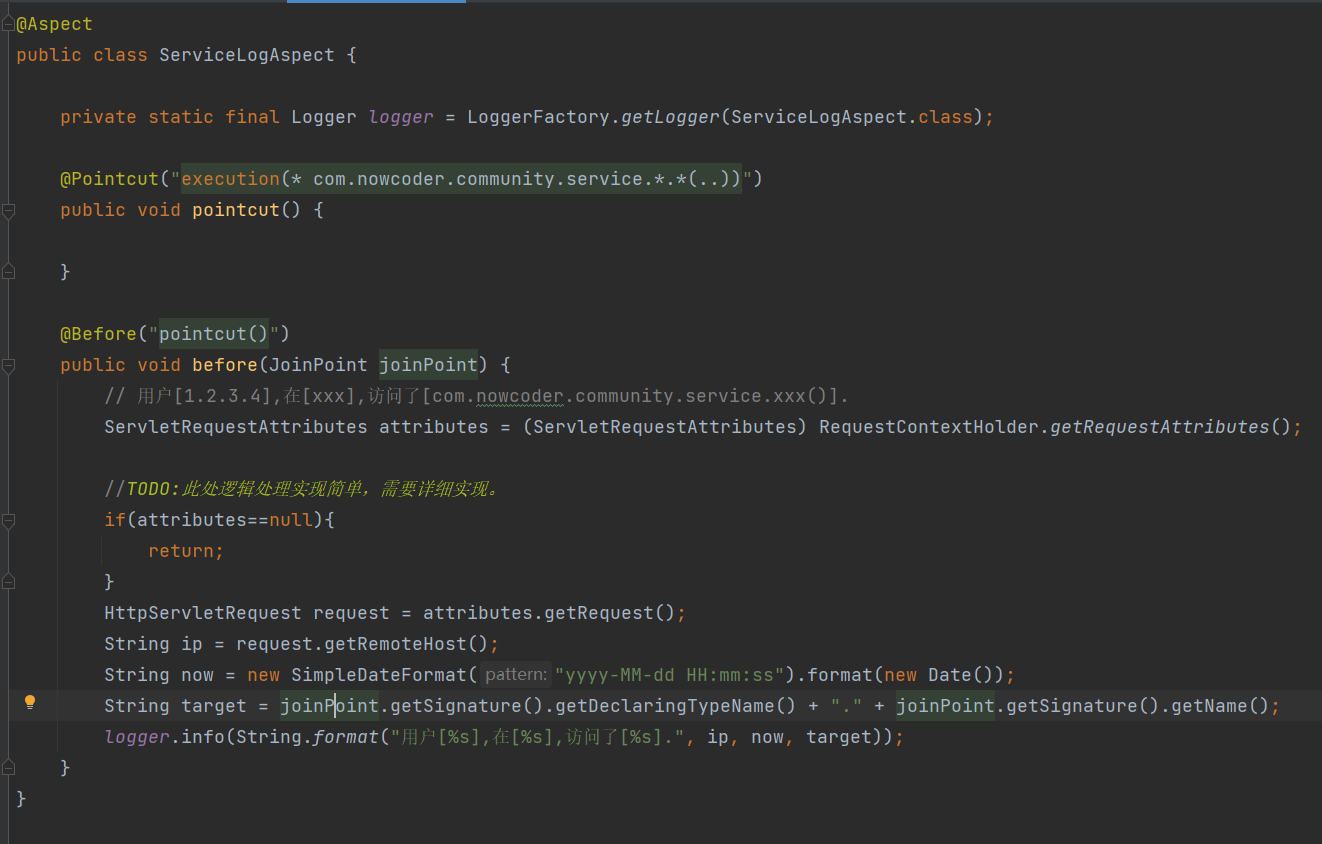 @Aspect
public class ServiceLogAspect {
private static final Logger logger = LoggerFactory.getLogger(ServiceLogAspect.class);
@Pointcut("execution(* com.nowcoder.community.service.*.*(..))")
public void pointcut() {
}
@Before("pointcut()")
public void before(JoinPoint joinPoint) {
// 用户[1.2.3.4],在[xxx],访问了[com.nowcoder.community.service.xxx()].
ServletRequestAttributes attributes = (ServletRequestAttributes) RequestContextHolder.getRequestAttributes();
//TODO:此处逻辑处理实现简单，需要详细实现。
if(attributes==null){
return;
}
HttpServletRequest request = attributes.getRequest();
String ip = request.getRemoteHost();
String now = new SimpleDateFormat( pattern: "yyyy-MM-dd HH:mm:ss").format(new Date());
String target = joinPoint.getSignature().getDeclaringTypeName() + "." + joinPoint.getSignature().getName();
logger.info(String.format("用户[%s],在[%s],访问了[%s].", ip, now, target));
}
}